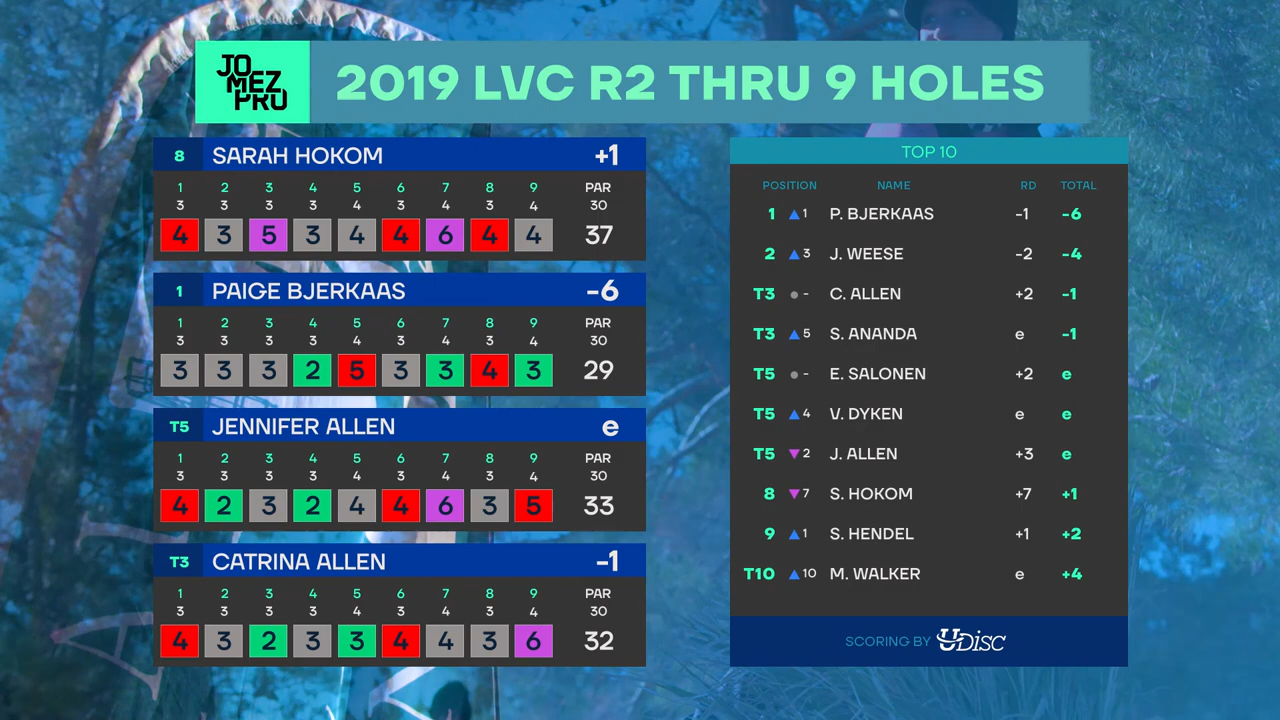 JO
MEZ
PRO
2019 LVC R2 THRU 9 HOLES
8 SARAH HOKOM +1
1 2 3 4 5 6 7 8 9 PAR
3 3 3 3 4 3 4 3 4 30
4 3 5 3 4 4 6 4 4 37
1 PAIGE BJERKAAS -6
1 2 3 4 5 6 7 8 9 PAR
3 3 3 3 4 3 4 3 4 30
3 3 3 2 5 3 3 4 3 29
T5 JENNIFER ALLEN e
1 2 3 4 5 6 7 8 9 PAR
3 3 3 3 4 3 4 3 4 30
4 2 3 2 4 4 6 3 5 33
T3 CATRINA ALLEN -1
1 2 3 4 5 6 7 8 9 PAR
3 3 3 3 4 3 4 3 4 30
4 3 2 3 3 4 4 3 6 32
TOP 10
POSITION NAME RD TOTAL
1 ▲1 P. BJERKAAS -1 -6
2 ▲3 J. WEESE -2 -4
T3 ● - C. ALLEN +2 -1
T3 ▲5 S. ANANDA e -1
T5 ● - E. SALONEN +2 e
T5 ▲4 V. DYKEN e e
T5 ▼2 J. ALLEN +3 e
8 ▼7 S. HOKOM +7 +1
9 ▲1 S. HENDEL +1 +2
T10 ▲10 M. WALKER e +4
SCORING BY UDisc